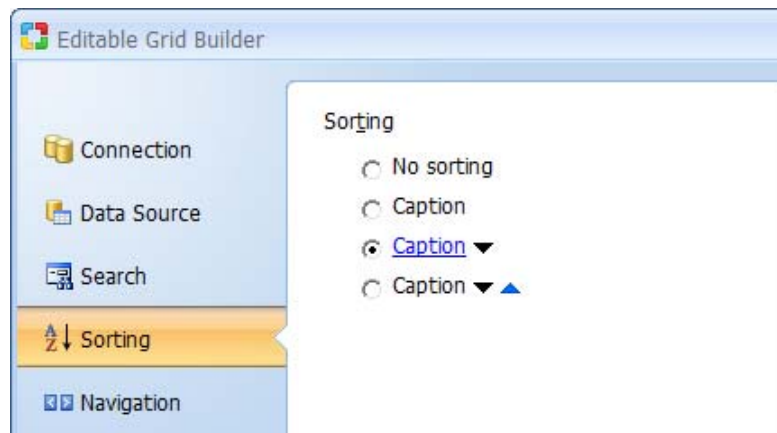 Editable Grid Builder
Connection
Data Source
Search
Sorting
Navigation
Sorting
No sorting
Caption
Caption
Caption